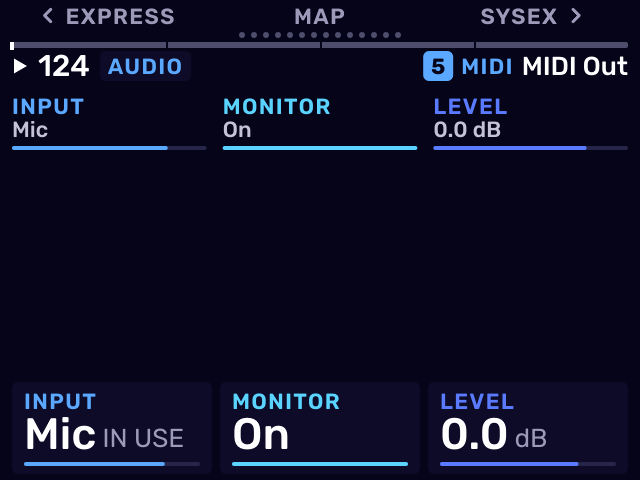 EXPRESS MAP SYSEX
124 AUDIO 5 MIDI MIDI Out
INPUT MONITOR LEVEL
Mic On 0.0 dB
INPUT MONITOR LEVEL
Mic IN USE On 0.0 dB